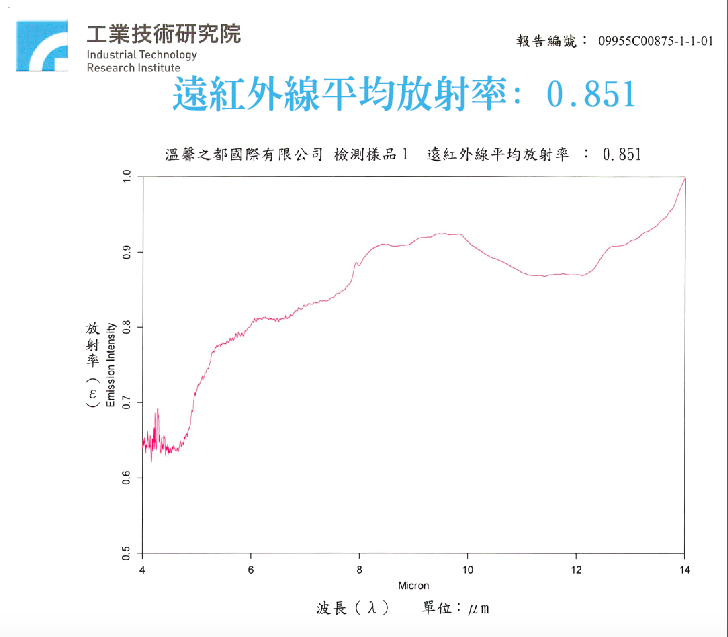 工業技術研究院
Industrial Technology
Research Institute
報告編號： 09955C00875-1-1-01
遠紅外線平均放射率: 0.851
溫馨之都國際有限公司 檢測樣品1 遠紅外線平均放射率 ： 0.851
1.0
0.9
0.8
0.7
0.6
0.5
放射率（ε）
Emission Intensity
4 6 8 10 12 14
Micron
波長（λ） 單位：μm